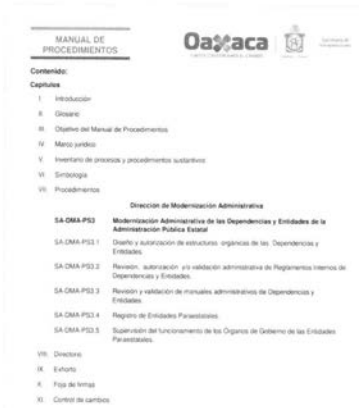 MANUAL DE
PROCEDIMIENTOS
Oaxaca
Contenido:
Capítulos
I. Introducción
II. Glosario
III. Objetivo del Manual de Procedimientos
IV. Marco jurídico
V. Inventario de procesos y procedimientos sustantivos
VI. Simbología
VII. Procedimientos
Dirección de Modernización Administrativa
SA-DMA-PS3 Modernización Administrativa de las Dependencias y Entidades de la
Administración Pública Estatal
SA-DMA-PS3.1 Diseño y autorización de estructuras orgánicas de las Dependencias y
Entidades.
SA-DMA-PS3.2 Revisión, autorización y/o validación administrativa de Reglamentos Internos de
Dependencias y Entidades.
SA-DMA-PS3.3 Revisión y validación de manuales administrativos de Dependencias y
Entidades.
SA-DMA-PS3.4 Registro de Entidades Paraestatales.
SA-DMA-PS3.5 Supervisión del funcionamiento de los Órganos de Gobierno de las Entidades
Paraestatales.
VIII. Directorio
IX. Exhorto
X. Foja de firmas
XI. Control de cambios